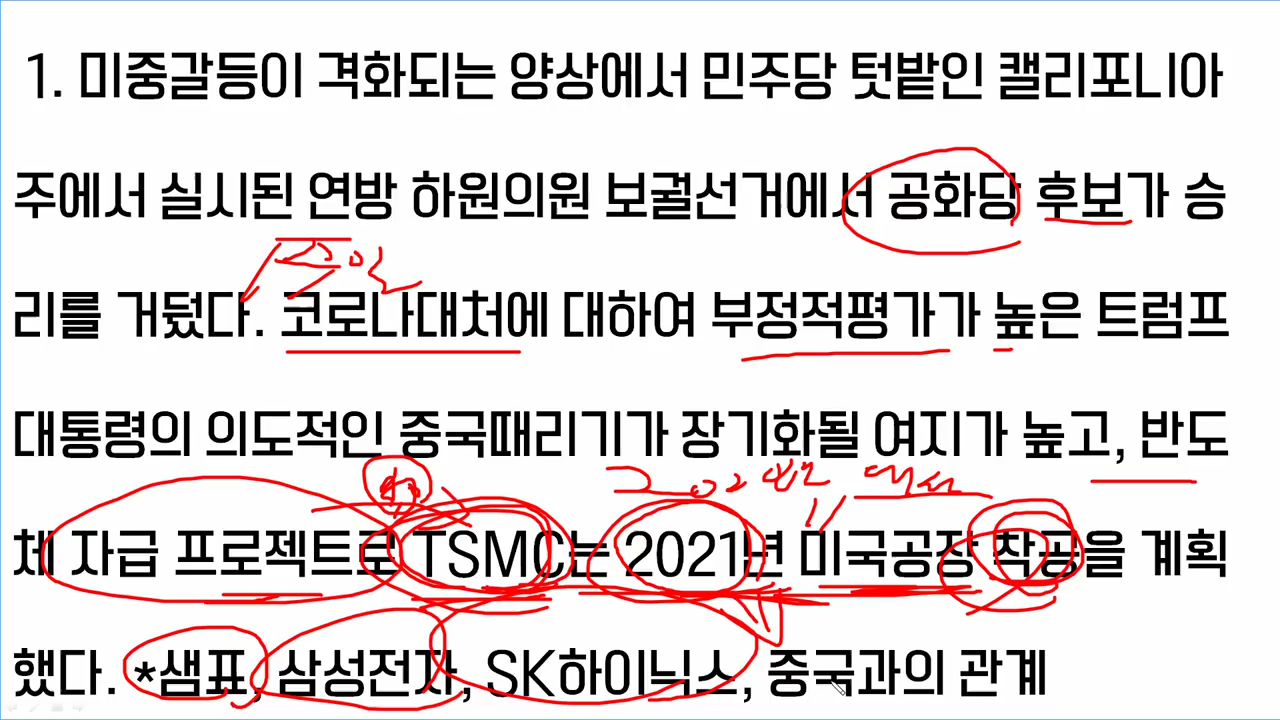 1. 미중갈등이 격화되는 양상에서 민주당 텃밭인 캘리포니아
주에서 실시된 연방 하원의원 보궐선거에서 공화당 후보가 승
리를 거뒀다. 코로나대처에 대하여 부정적평가가 높은 트럼프
대통령의 의도적인 중국때리기가 장기화될 여지가 높고, 반도
체 자급 프로젝트로 TSMC는 2021년 미국공장 착공을 계획
했다. *샘표, 삼성전자, SK하이닉스, 중국과의 관계